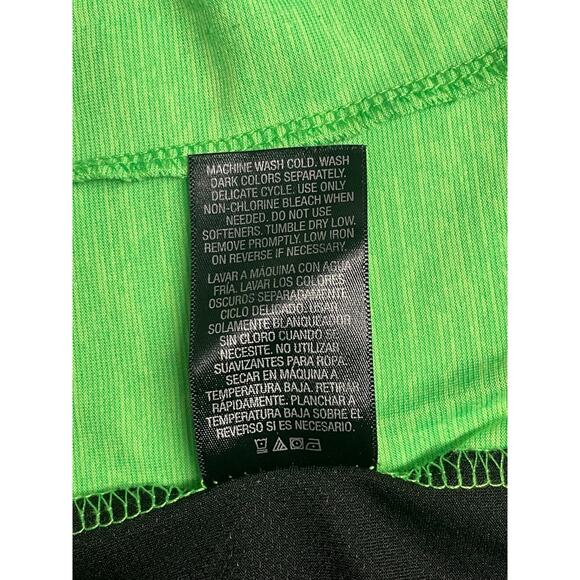 MACHINE WASH COLD. WASH
DARK COLORS SEPARATELY.
DELICATE CYCLE. USE ONLY
NON-CHLORINE BLEACH WHEN
NEEDED. DO NOT USE
SOFTENERS. TUMBLE DRY LOW.
REMOVE PROMPTLY. LOW IRON
ON REVERSE IF NEEDED.
LAVAR A MÁQUINA CON AGUA
FRÍA. LAVAR LOS COLORES
OSCUROS SEPARADAMENTE
CICLO DELICADO. USAR
SOLAMENTE BLANQUEADOR
SIN CLORO CUANDO SE
NECESITE. NO UTILIZAR
SUAVIZANTES PARA ROPA.
SECAR EN MÁQUINA A
TEMPERATURA BAJA. RETIRAR
RÁPIDAMENTE. PLANCHAR A
TEMPERATURA BAJA SOBRE EL
REVERSO SI ES NECESARIO.